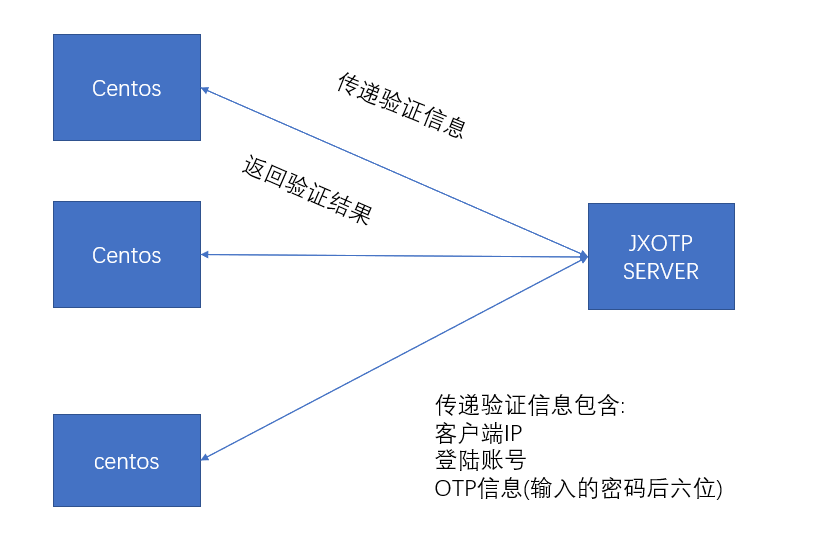 Centos
传递验证信息
返回验证结果
Centos
JXOTP
SERVER
centos
传递验证信息包含:
客户端IP
登陆账号
OTP信息(输入的密码后六位)